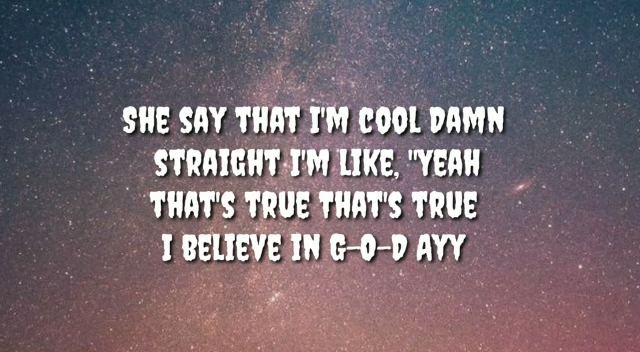 SHE SAY THAT I'M COOL DAMN
STRAIGHT I'M LIKE, "YEAH
THAT'S TRUE THAT'S TRUE
I BELIEVE IN G-O-D AYY